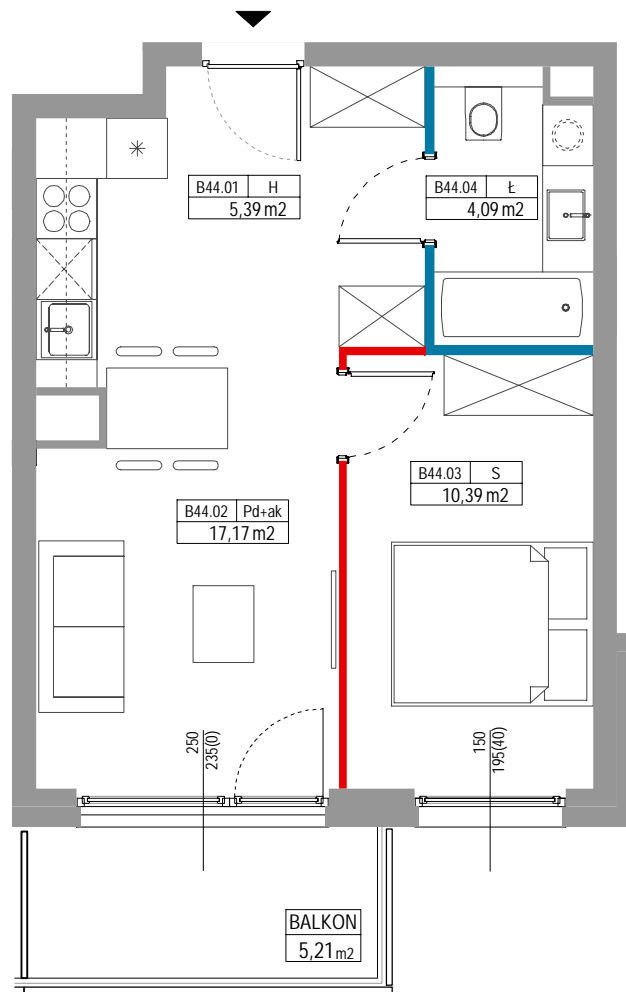 B44.01 H
5,39 m2
B44.04 Ł
4,09 m2
B44.03 S
10,39 m2
B44.02 Pd+ak
17,17 m2
250
235(0)
150
195(40)
BALKON
5,21 m2